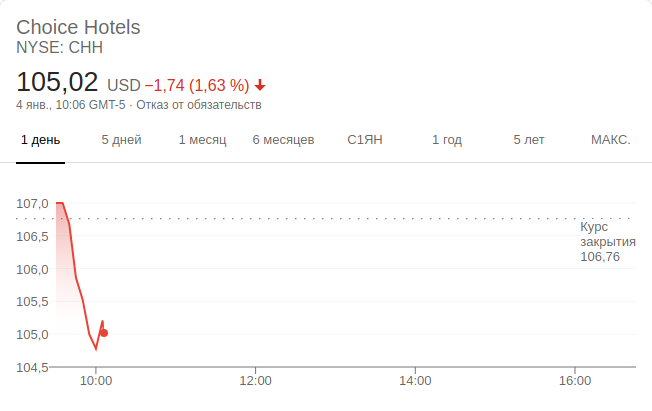 Choice Hotels
NYSE: CHH
105,02 USD −1,74 (1,63 %)
4 янв., 10:06 GMT-5 · Отказ от обязательств
1 день 5 дней 1 месяц 6 месяцев С1ЯН 1 год 5 лет МАКС.
107,0
Курс
106,5
закрытия
106,76
106,0
105,5
105,0
104,5
10:00 12:00 14:00 16:00